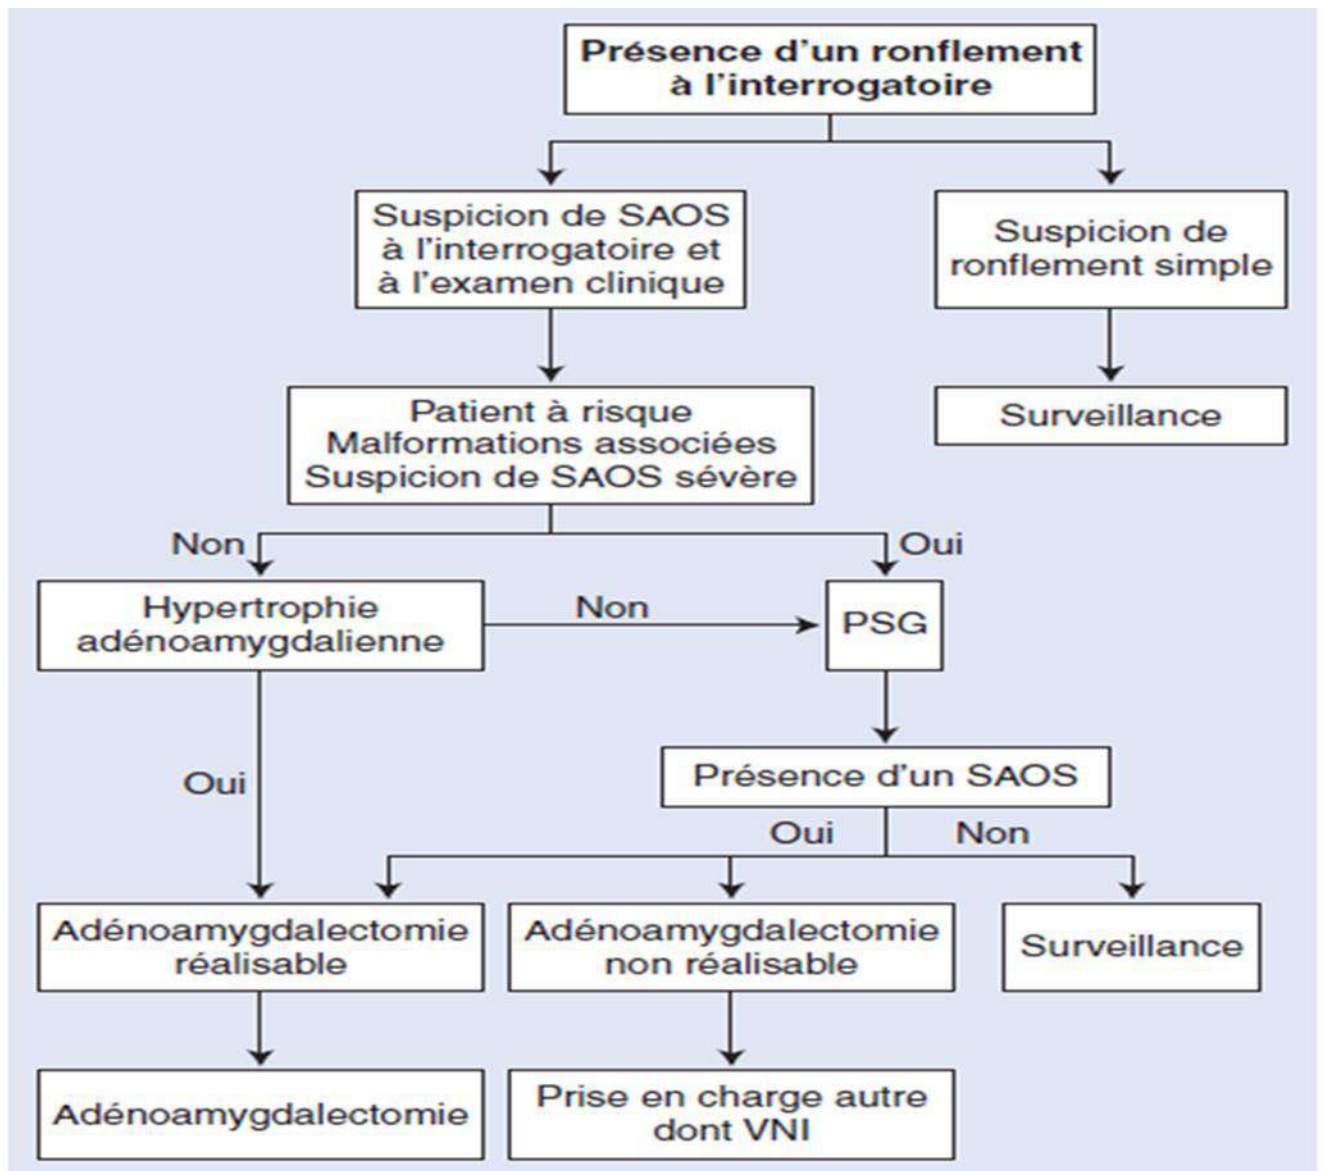 Présence d'un ronflement
à l'interrogatoire
Suspicion de SAOS
à l'interrogatoire et
à l'examen clinique
Suspicion de
ronflement simple
Patient à risque
Malformations associées
Suspicion de SAOS sévère
Surveillance
Non
Oui
Hypertrophie
adénoamygdalienne
Non
PSG
Oui
Présence d'un SAOS
Oui
Non
Adénoamygdalectomie
réalisable
Adénoamygdalectomie
non réalisable
Surveillance
Adénoamygdalectomie
Prise en charge autre
dont VNI